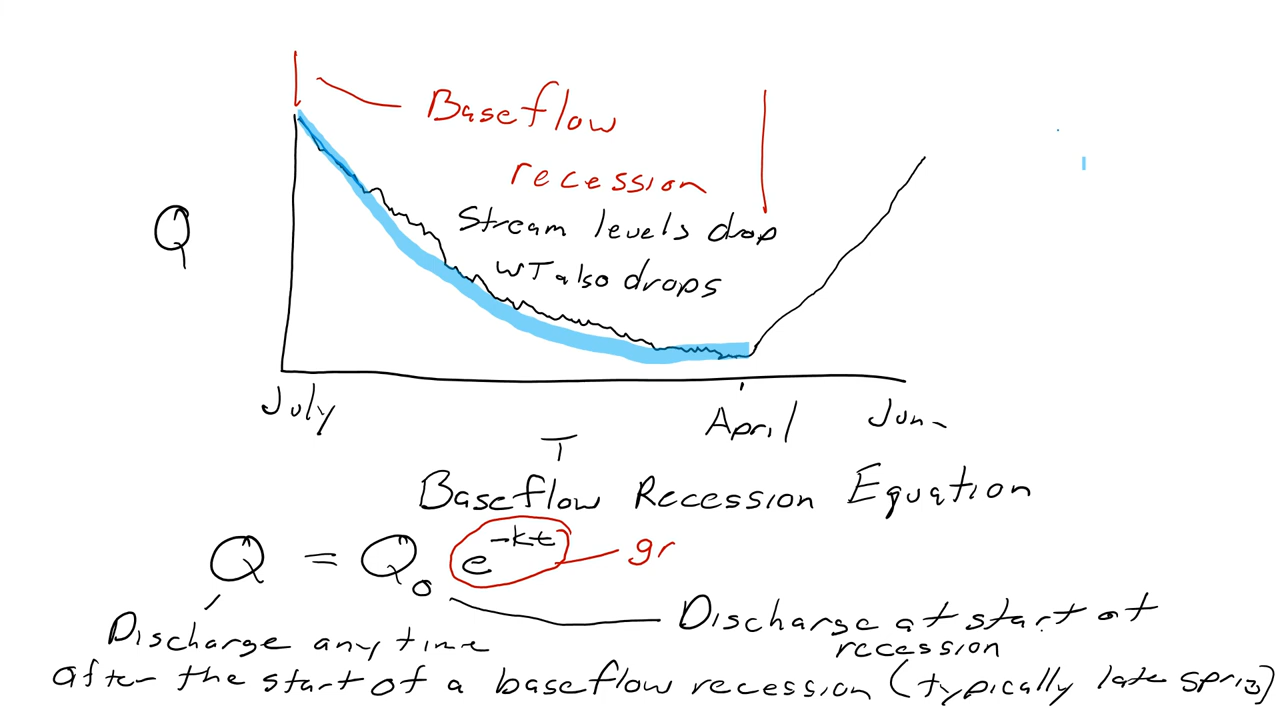 Baseflow
recession
Q
Stream levels drop
WT also drops
July
April
Jun
T
Baseflow Recession Equation
Q = Q₀ e^-kt gr
Discharge at start of
recession
Discharge any time
after the start of a baseflow recession (typically late